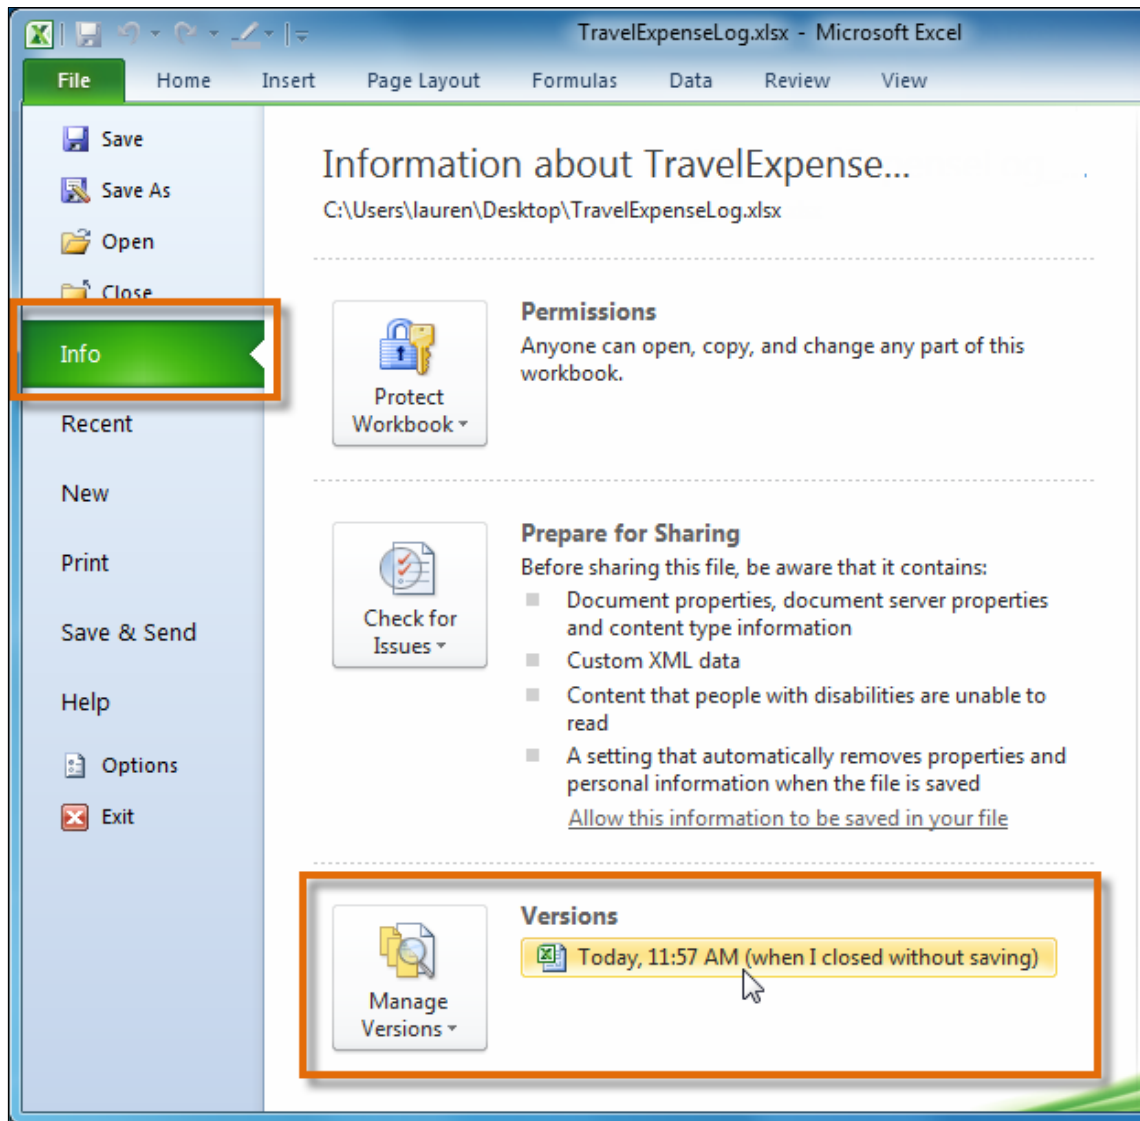 TravelExpenseLog.xlsx - Microsoft Excel
File Home Insert Page Layout Formulas Data Review View
Save
Save As
Open
Close
Info
Recent
New
Print
Save & Send
Help
Options
Exit
Information about TravelExpense...
C:\Users\lauren\Desktop\TravelExpenseLog.xlsx
Protect
Workbook
Permissions
Anyone can open, copy, and change any part of this
workbook.
Check for
Issues
Prepare for Sharing
Before sharing this file, be aware that it contains:
Document properties, document server properties
and content type information
Custom XML data
Content that people with disabilities are unable to
read
A setting that automatically removes properties and
personal information when the file is saved
Allow this information to be saved in your file
Manage
Versions
Versions
Today, 11:57 AM (when I closed without saving)